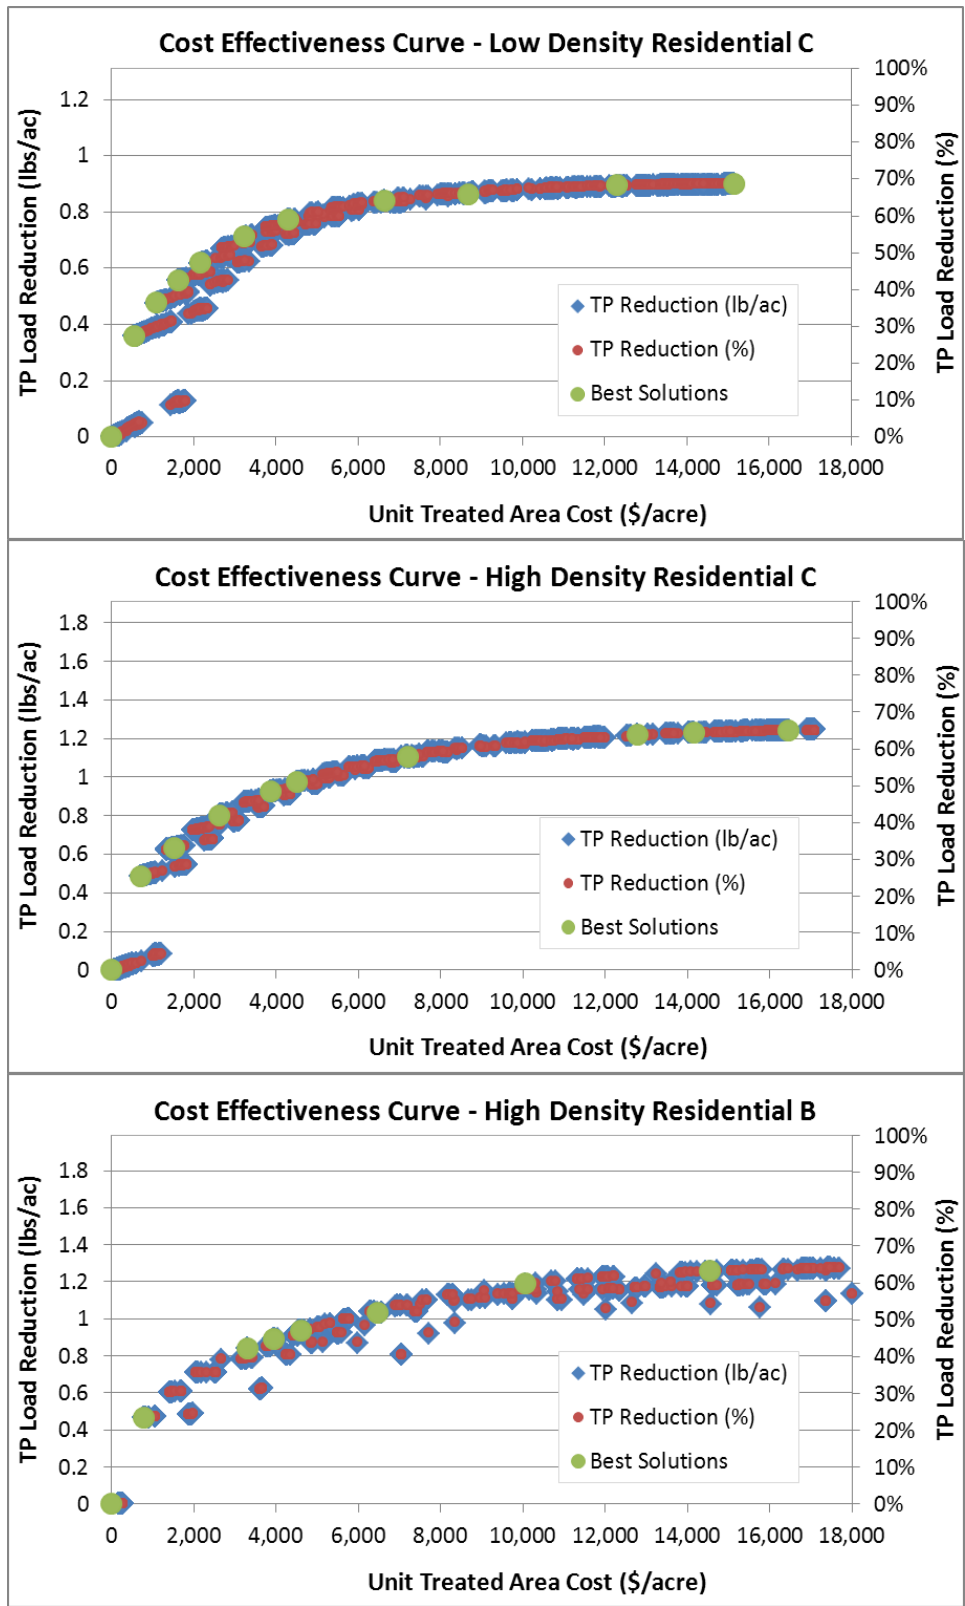 Cost Effectiveness Curve - Low Density Residential C
TP Load Reduction (lbs/ac)
1.2
1
0.8
0.6
0.4
0.2
0
100%
90%
80%
70%
60%
50%
40%
30%
20%
10%
0%
TP Load Reduction (%)
TP Reduction (lb/ac)
TP Reduction (%)
Best Solutions
0 2,000 4,000 6,000 8,000 10,000 12,000 14,000 16,000 18,000
Unit Treated Area Cost ($/acre)
Cost Effectiveness Curve - High Density Residential C
TP Load Reduction (lbs/ac)
1.8
1.6
1.4
1.2
1
0.8
0.6
0.4
0.2
0
100%
90%
80%
70%
60%
50%
40%
30%
20%
10%
0%
TP Load Reduction (%)
TP Reduction (lb/ac)
TP Reduction (%)
Best Solutions
0 2,000 4,000 6,000 8,000 10,000 12,000 14,000 16,000 18,000
Unit Treated Area Cost ($/acre)
Cost Effectiveness Curve - High Density Residential B
TP Load Reduction (lbs/ac)
1.8
1.6
1.4
1.2
1
0.8
0.6
0.4
0.2
0
100%
90%
80%
70%
60%
50%
40%
30%
20%
10%
0%
TP Load Reduction (%)
TP Reduction (lb/ac)
TP Reduction (%)
Best Solutions
0 2,000 4,000 6,000 8,000 10,000 12,000 14,000 16,000 18,000
Unit Treated Area Cost ($/acre)